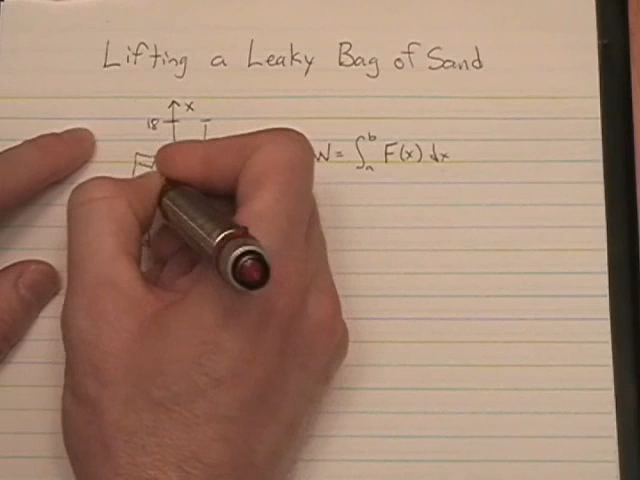 Lifting a Leaky Bag of Sand
x
18
W = ∫ₐᵇ F(x) dx